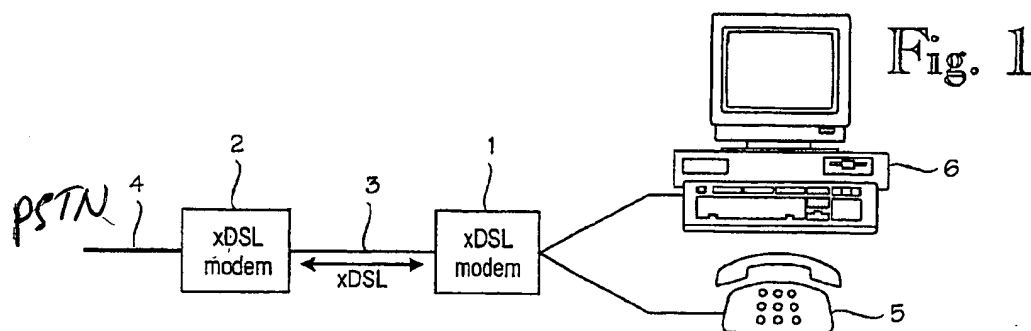 Fig. 1
2
1
6
PSTN
4
3
xDSL
modem
xDSL
xDSL
modem
5